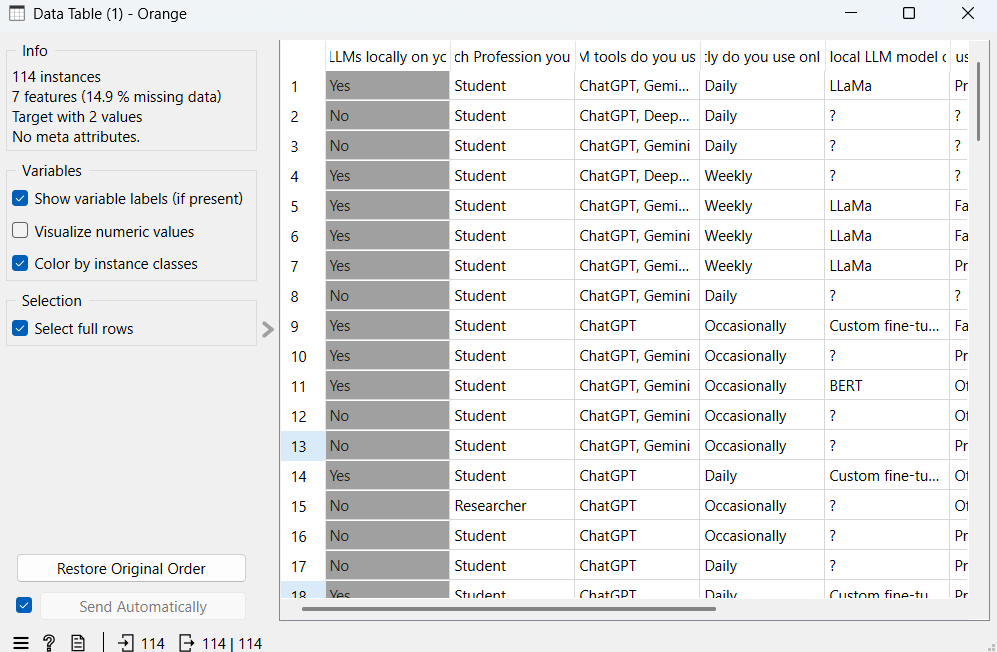 Data Table (1) - Orange
Info
114 instances
7 features (14.9 % missing data)
Target with 2 values
No meta attributes.
Variables
Show variable labels (if present)
Visualize numeric values
Color by instance classes
Selection
Select full rows
Restore Original Order
Send Automatically
114
114 | 114
LLMs locally on yc ch Profession you M tools do you us :ly do you use onl local LLM model c us
1 Yes Student ChatGPT, Gemi... Daily LLaMa Pr
2 No Student ChatGPT, Deep... Daily ? ?
3 No Student ChatGPT, Gemini Daily ? ?
4 Yes Student ChatGPT, Deep... Weekly ? ?
5 Yes Student ChatGPT, Gemi... Weekly LLaMa Fa
6 Yes Student ChatGPT, Gemini Weekly LLaMa Fa
7 Yes Student ChatGPT, Gemi... Weekly LLaMa Pr
8 No Student ChatGPT, Gemini Daily ? ?
9 Yes Student ChatGPT Occasionally Custom fine-tu... Fa
10 Yes Student ChatGPT, Gemini Occasionally ? Pr
11 Yes Student ChatGPT, Gemini Occasionally BERT Of
12 No Student ChatGPT, Gemini Occasionally ? Of
13 No Student ChatGPT, Gemini Occasionally ? Pr
14 Yes Student ChatGPT Daily Custom fine-tu... Of
15 No Researcher ChatGPT Occasionally ? Of
16 No Student ChatGPT Occasionally ? Pr
17 No Student ChatGPT Daily ? Pr
18 Yes Student ChatGPT Daily Custom fine-tu Pr